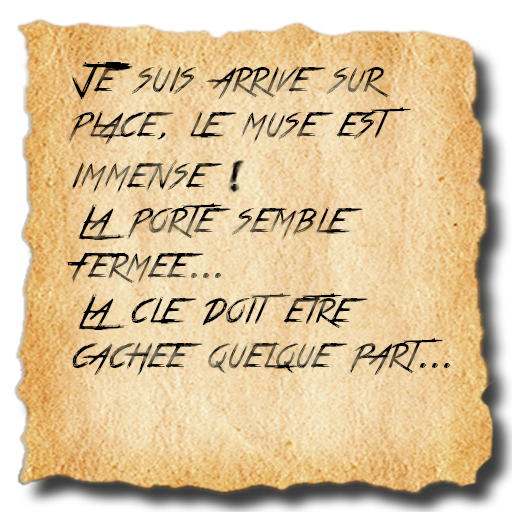 JE SUIS ARRIVE SUR
PLACE, LE MUSE EST
IMMENSE !
LA PORTE SEMBLE
FERMEE...
LA CLE DOIT ETRE
CACHEE QUELQUE PART...